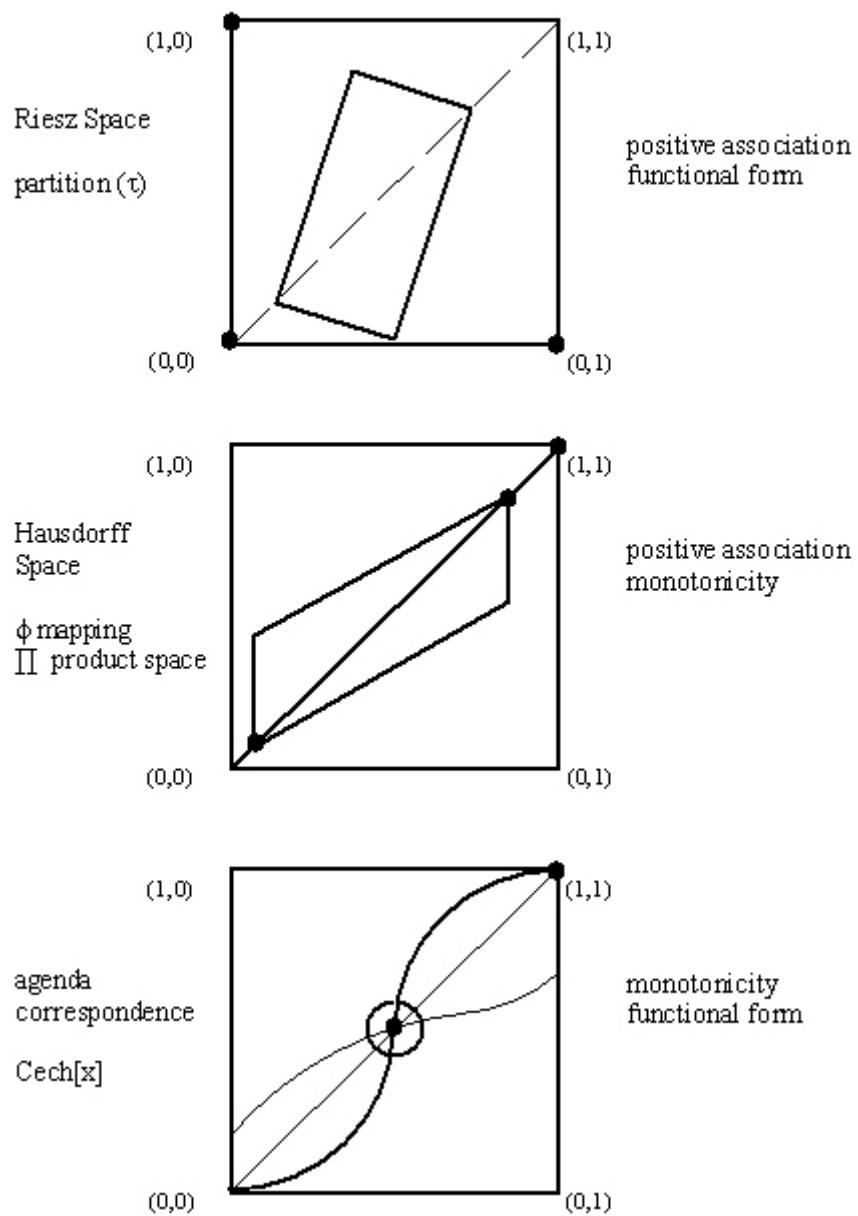 (1,0)
(1,1)
Riesz Space
partition (τ)
positive association
functional form
(0,0)
(0,1)
(1,0)
(1,1)
Hausdorff
Space
ϕ mapping
∏ product space
positive association
monotonicity
(0,0)
(0,1)
(1,0)
(1,1)
agenda
correspondence
Cech[x]
monotonicity
functional form
(0,0)
(0,1)